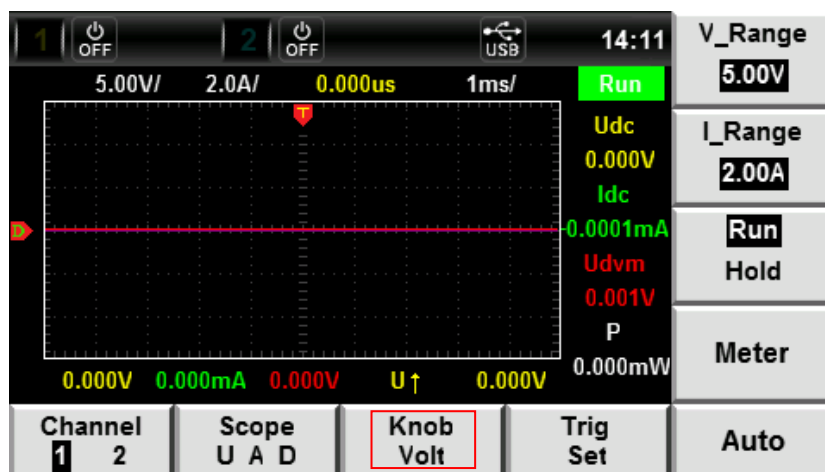 1 OFF 2 OFF USB 14:11
5.00V/ 2.0A/ 0.000us 1ms/ Run
T
Udc
0.000V
Idc
-0.0001mA
D
Udvm
0.001V
P
0.000mW
0.000V 0.000mA 0.000V U↑ 0.000V
V_Range
5.00V
I_Range
2.00A
Run
Hold
Meter
Auto
Channel
1 2
Scope
U A D
Knob
Volt
Trig
Set